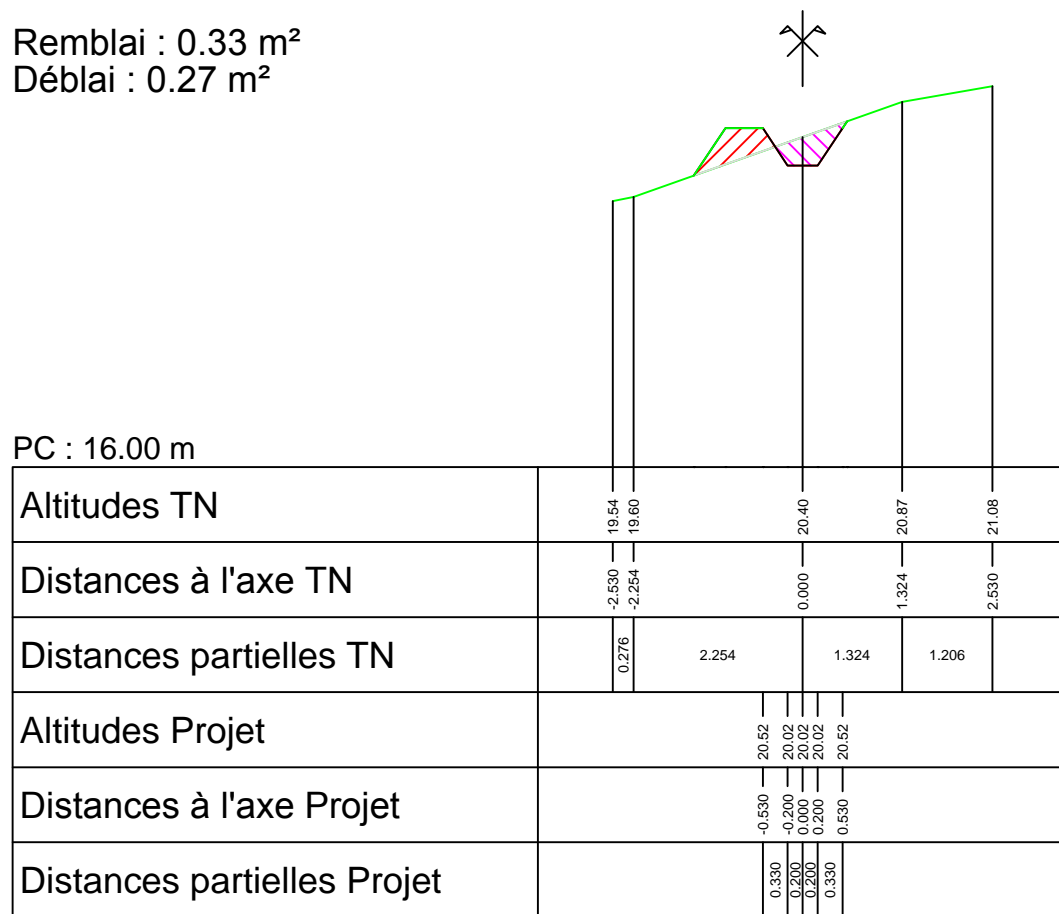 Remblai : 0.33 m²
Déblai : 0.27 m²
PC : 16.00 m
Altitudes TN 19.54 19.60 20.40 20.87 21.08
Distances à l'axe TN -2.530 -2.254 0.000 1.324 2.530
Distances partielles TN 0.276 2.254 1.324 1.206
Altitudes Projet 20.52 20.02 20.02 20.02 20.52
Distances à l'axe Projet -0.530 -0.200 0.000 0.200 0.530
Distances partielles Projet 0.330 0.200 0.200 0.330